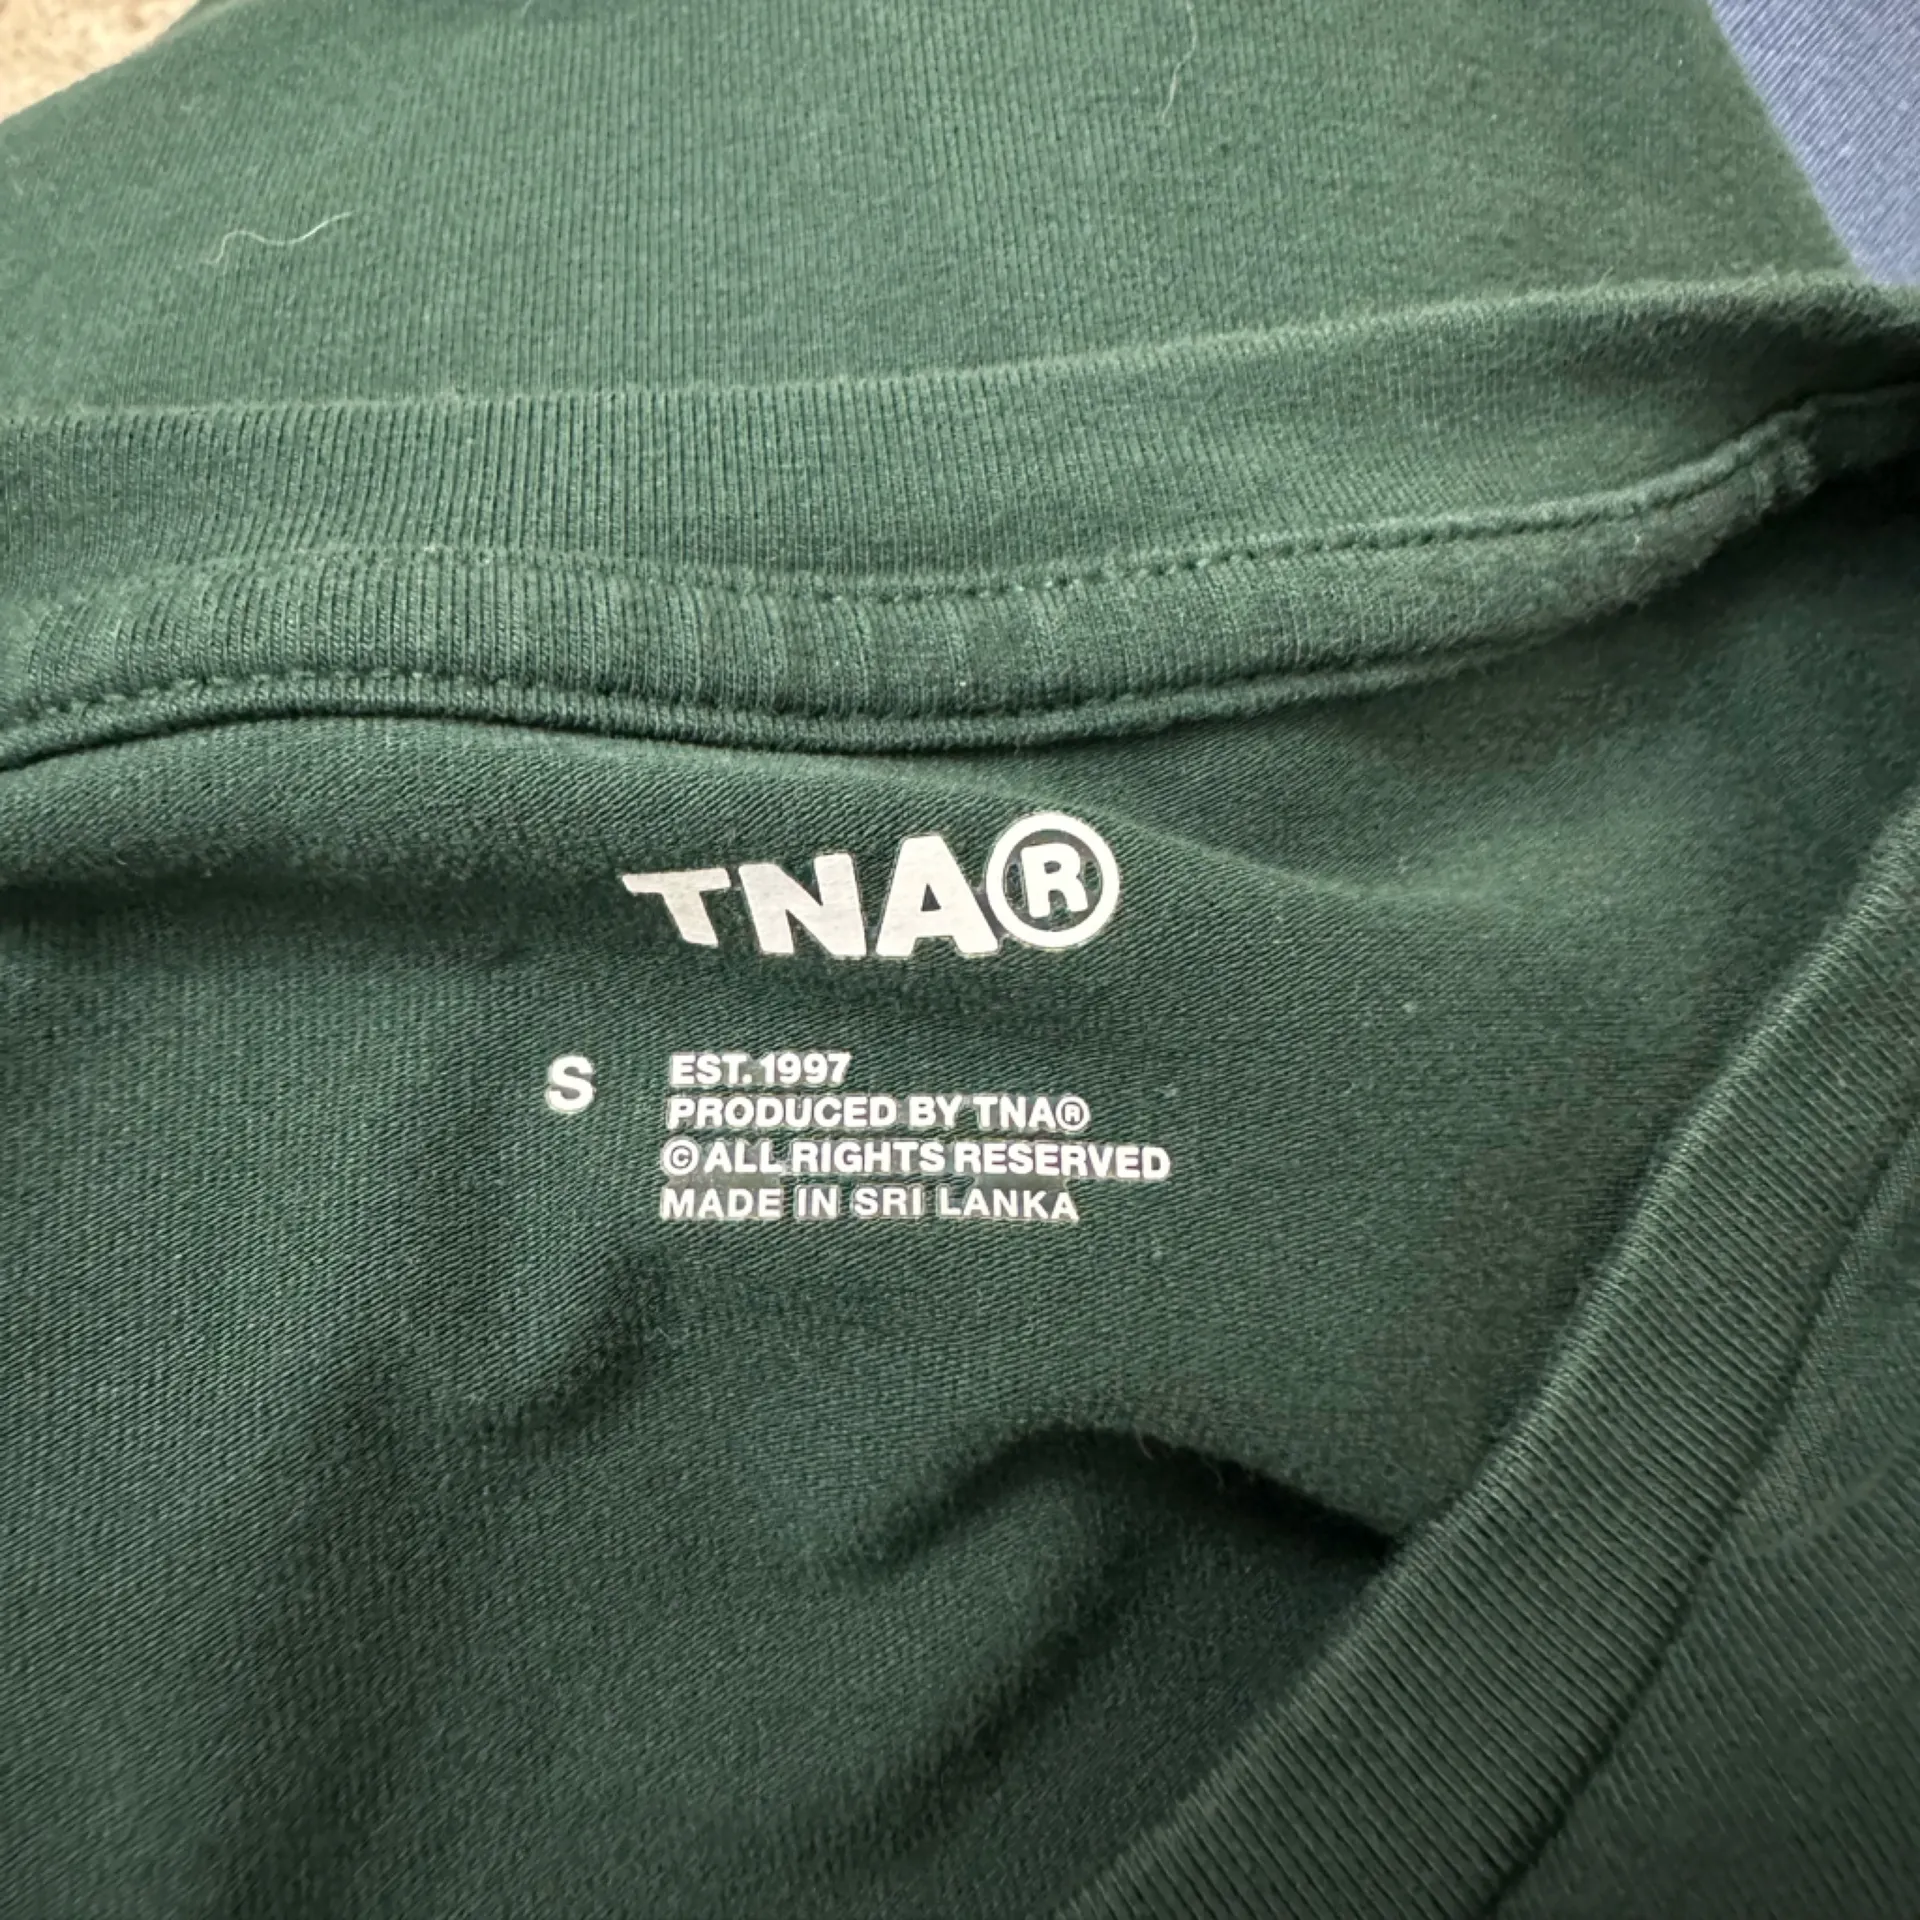 TNA®
S
EST. 1997
PRODUCED BY TNA®
© ALL RIGHTS RESERVED
MADE IN SRI LANKA